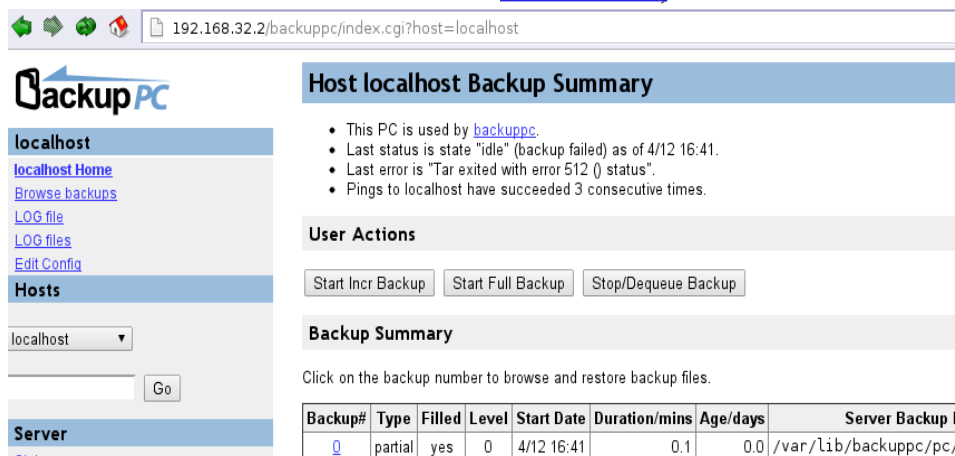 192.168.32.2/backuppc/index.cgi?host=localhost
BackupPC
localhost
localhost Home
Browse backups
LOG file
LOG files
Edit Config
Hosts
localhost
Go
Server
Host localhost Backup Summary
• This PC is used by backuppc.
• Last status is state "idle" (backup failed) as of 4/12 16:41.
• Last error is "Tar exited with error 512 () status".
• Pings to localhost have succeeded 3 consecutive times.
User Actions
Start Incr Backup Start Full Backup Stop/Dequeue Backup
Backup Summary
Click on the backup number to browse and restore backup files.
Backup# Type Filled Level Start Date Duration/mins Age/days Server Backup
0 partial yes 0 4/12 16:41 0.1 0.0 /var/lib/backuppc/pc/